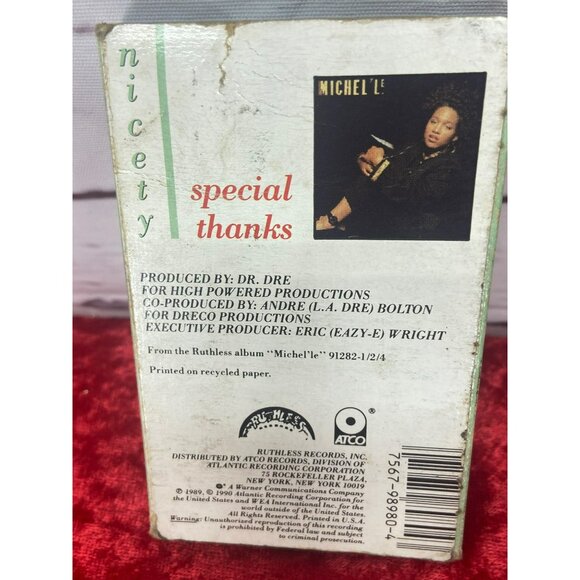 nicety
MICHEL'LE
special
thanks
PRODUCED BY: DR. DRE
FOR HIGH POWERED PRODUCTIONS
CO-PRODUCED BY: ANDRE (L.A. DRE) BOLTON
FOR DRECO PRODUCTIONS
EXECUTIVE PRODUCER: ERIC (EAZY-E) WRIGHT
From the Ruthless album "Michel'le" 91282-1/2/4
Printed on recycled paper.
RUTHLESS
ATCO ®
RUTHLESS RECORDS, INC.
DISTRIBUTED BY ATCO RECORDS, DIVISION OF
ATLANTIC RECORDING CORPORATION
75 ROCKEFELLER PLAZA,
NEW YORK, NEW YORK 10019
A Warner Communications Company
℗ 1989, © 1990 Atlantic Recording Corporation for
the United States and WEA International Inc. for the
world outside of the United States.
All Rights Reserved. Printed in U.S.A.
Warning: Unauthorized reproduction of this recording
is prohibited by Federal law and subject
to criminal prosecution.
7567-98980-4